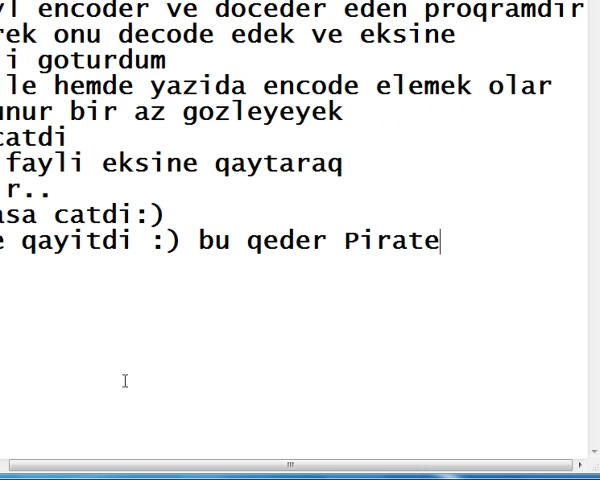 yl encoder ve doceder eden proqramdir
rek onu decode edek ve eksine
i goturdum
le hemde yazida encode elemek olar
unur bir az gozleyeyek
catdi
fayli eksine qaytaraq
r..
asa catdi:)
e qayitdi :) bu qeder Pirate